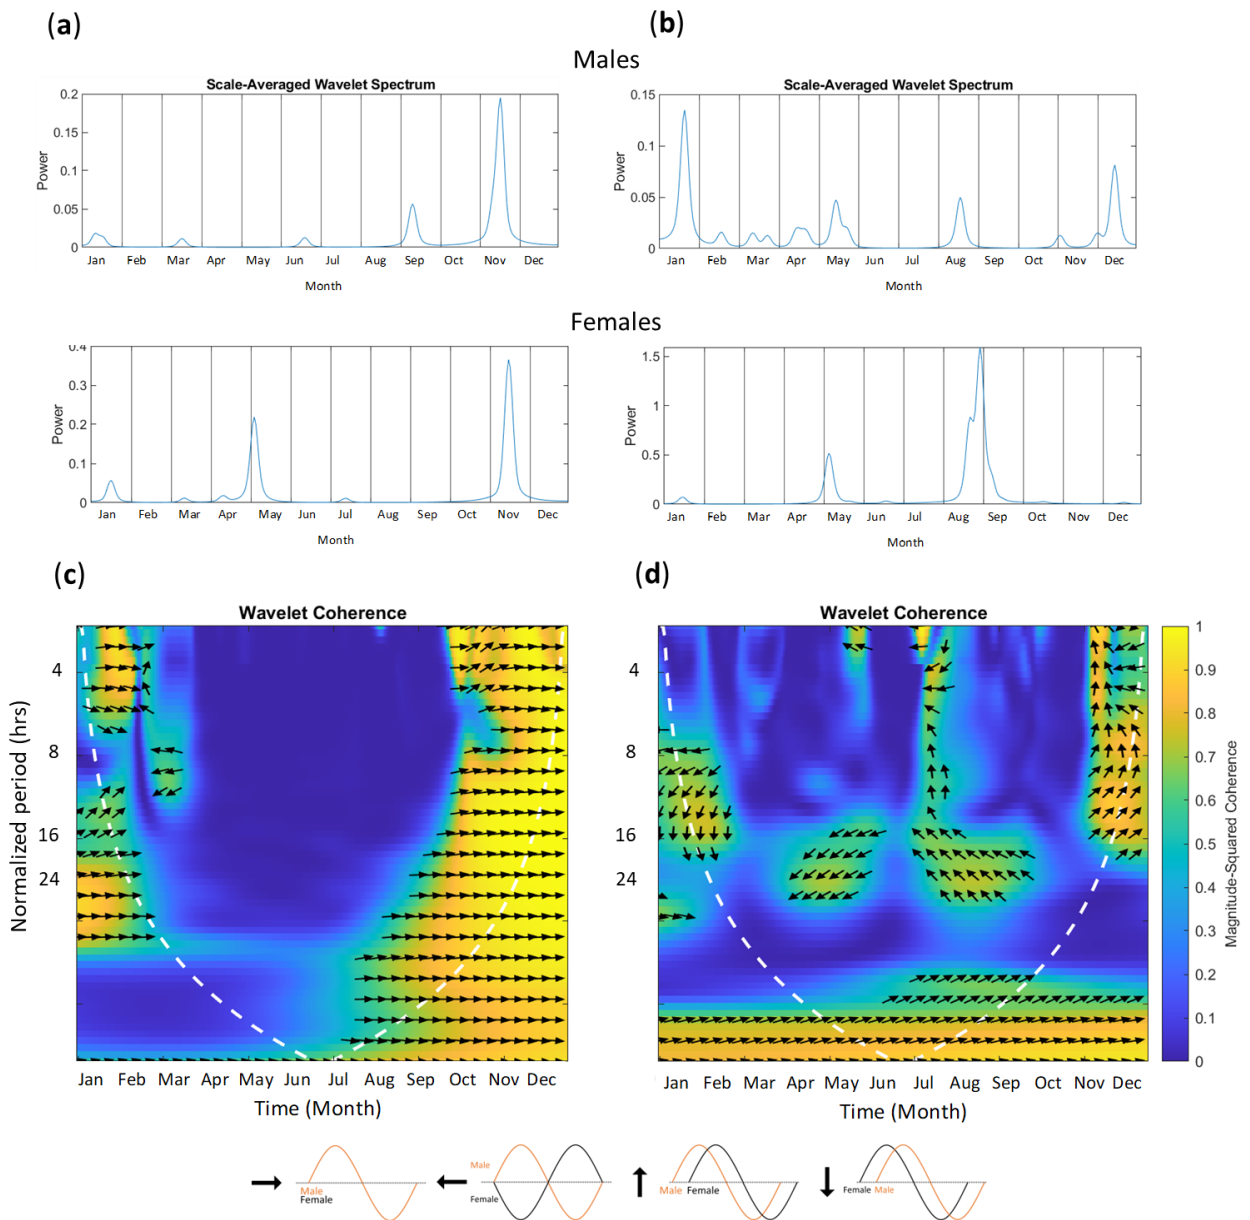 (a)
(b)
Males
Scale-Averaged Wavelet Spectrum
0.2
0.15
0.1
0.05
0
Power
Jan Feb Mar Apr May Jun Jul Aug Sep Oct Nov Dec
Month
Scale-Averaged Wavelet Spectrum
0.15
0.1
0.05
0
Power
Jan Feb Mar Apr May Jun Jul Aug Sep Oct Nov Dec
Month
Females
0.4
0.3
0.2
0.1
0
Power
Jan Feb Mar Apr May Jun Jul Aug Sep Oct Nov Dec
Month
1.5
1
0.5
0
Power
Jan Feb Mar Apr May Jun Jul Aug Sep Oct Nov Dec
Month
(c)
(d)
Wavelet Coherence
4
8
16
24
Normalized period (hrs)
Jan Feb Mar Apr May Jun Jul Aug Sep Oct Nov Dec
Time (Month)
Wavelet Coherence
4
8
16
24
Jan Feb Mar Apr May Jun Jul Aug Sep Oct Nov Dec
Time (Month)
1
0.9
0.8
0.7
0.6
0.5
0.4
0.3
0.2
0.1
0
Magnitude-Squared Coherence
Male
Female
Male
Female
Male Female
Female Male